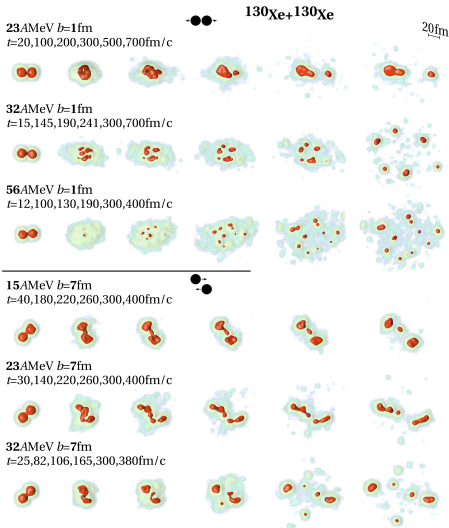 ¹³⁰Xe+¹³⁰Xe
20fm
23AMeV b=1fm
t=20,100,200,300,500,700fm/c
32AMeV b=1fm
t=15,145,190,241,300,700fm/c
56AMeV b=1fm
t=12,100,130,190,300,400fm/c
15AMeV b=7fm
t=40,180,220,260,300,400fm/c
23AMeV b=7fm
t=30,140,220,260,300,400fm/c
32AMeV b=7fm
t=25,82,106,165,300,380fm/c